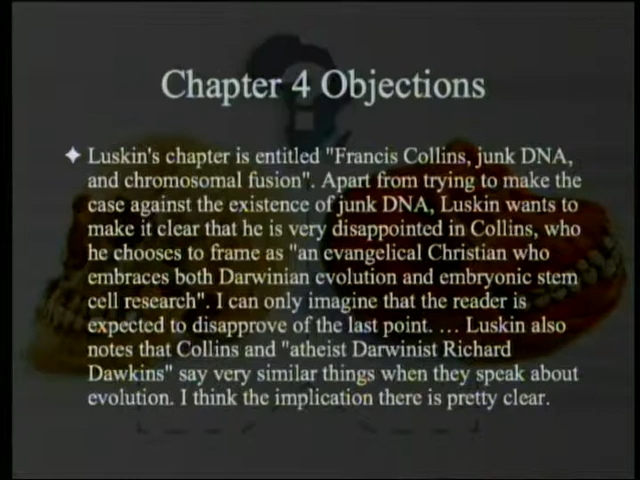 Chapter 4 Objections
Luskin's chapter is entitled "Francis Collins, junk DNA,
and chromosomal fusion". Apart from trying to make the
case against the existence of junk DNA, Luskin wants to
make it clear that he is very disappointed in Collins, who
he chooses to frame as "an evangelical Christian who
embraces both Darwinian evolution and embryonic stem
cell research". I can only imagine that the reader is
expected to disapprove of the last point. … Luskin also
notes that Collins and "atheist Darwinist Richard
Dawkins" say very similar things when they speak about
evolution. I think the implication there is pretty clear.